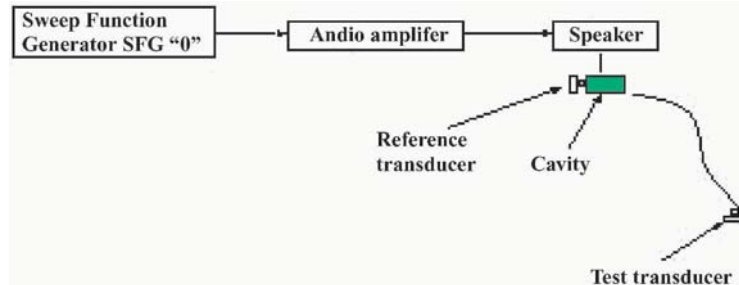 Sweep Function
Generator SFG “0”
Andio amplifer
Speaker
Reference
transducer
Cavity
Test transducer